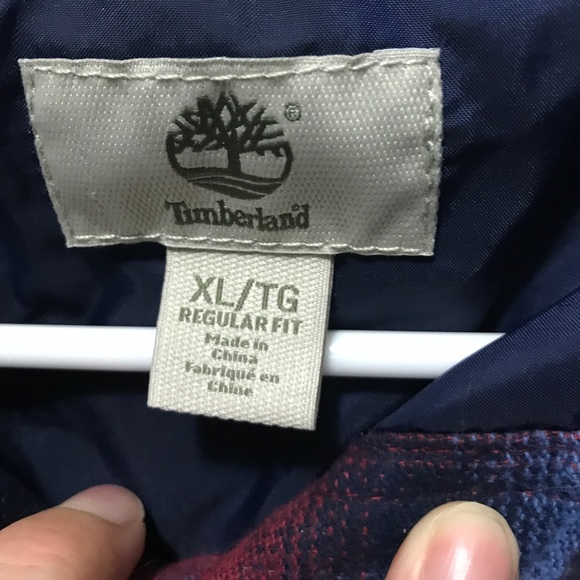 ®
Timberland
XL/TG
REGULAR FIT
Made in
China
Fabriqué en
Chine